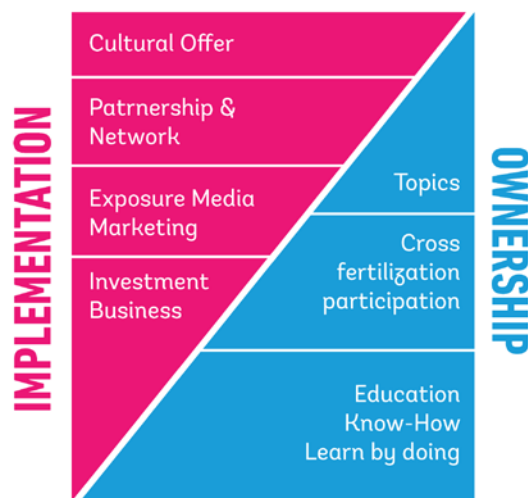 IMPLEMENTATION
Cultural Offer
Patrnership &
Network
Exposure Media
Marketing
Investment
Business
OWNERSHIP
Topics
Cross
fertilization
participation
Education
Know-How
Learn by doing